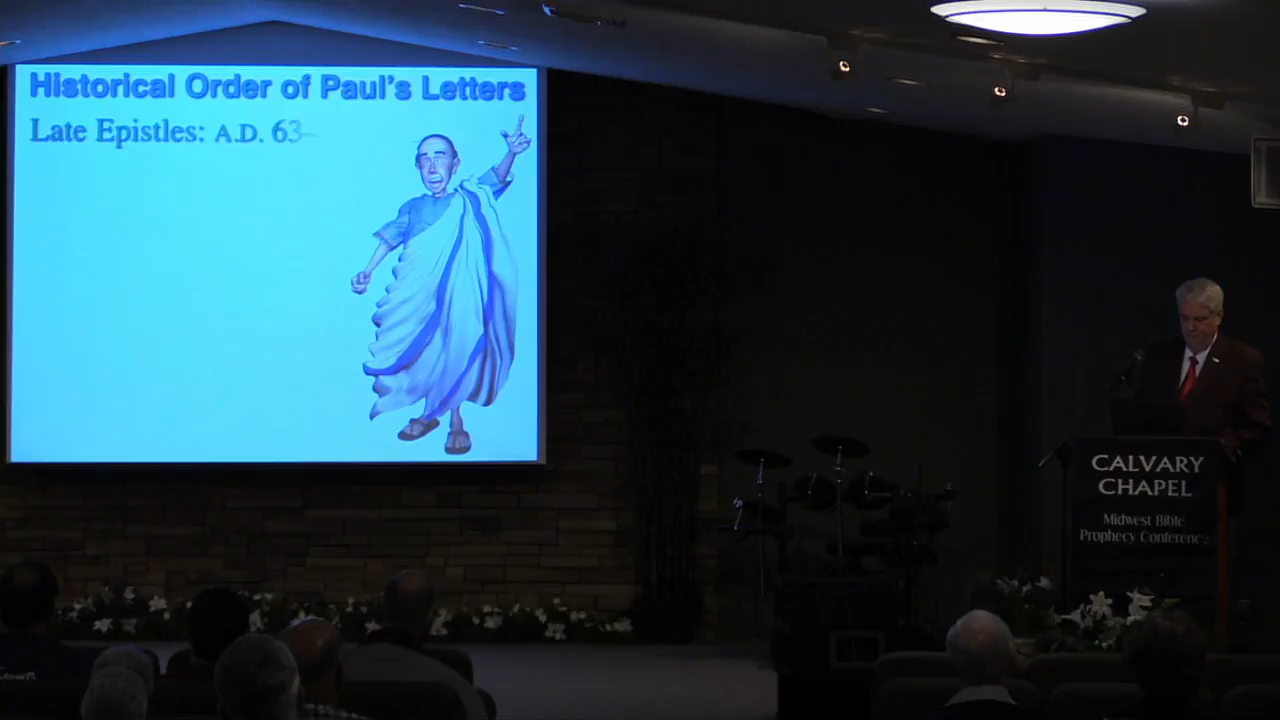 Historical Order of Paul's Letters
Late Epistles: A.D. 63–
CALVARY
CHAPEL
Midwest Bible
Prophecy Conference